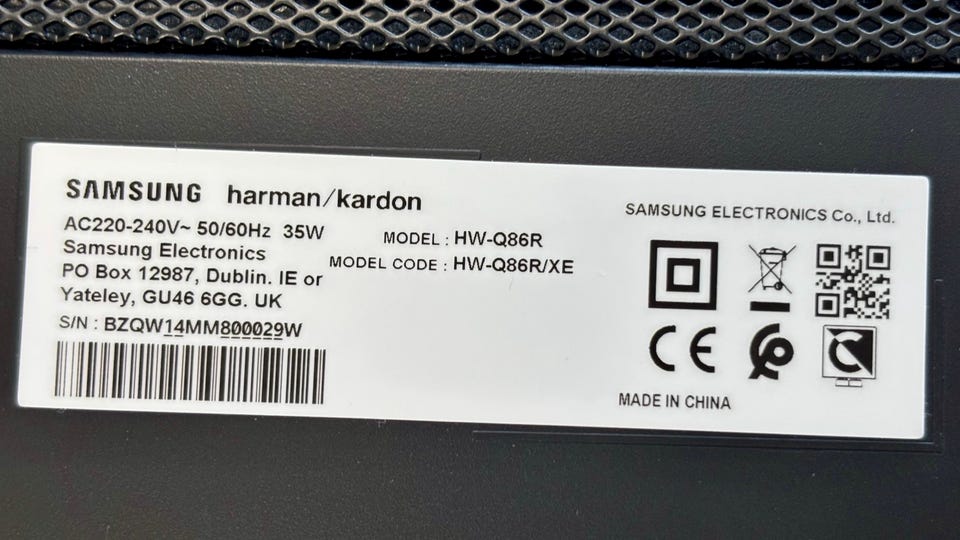 SAMSUNG harman/kardon
AC220-240V~ 50/60Hz 35W
Samsung Electronics
PO Box 12987, Dublin. IE or
Yateley, GU46 6GG. UK
S/N : BZQW14MM800029W
MODEL : HW-Q86R
MODEL CODE : HW-Q86R/XE
SAMSUNG ELECTRONICS Co., Ltd.
CE
MADE IN CHINA